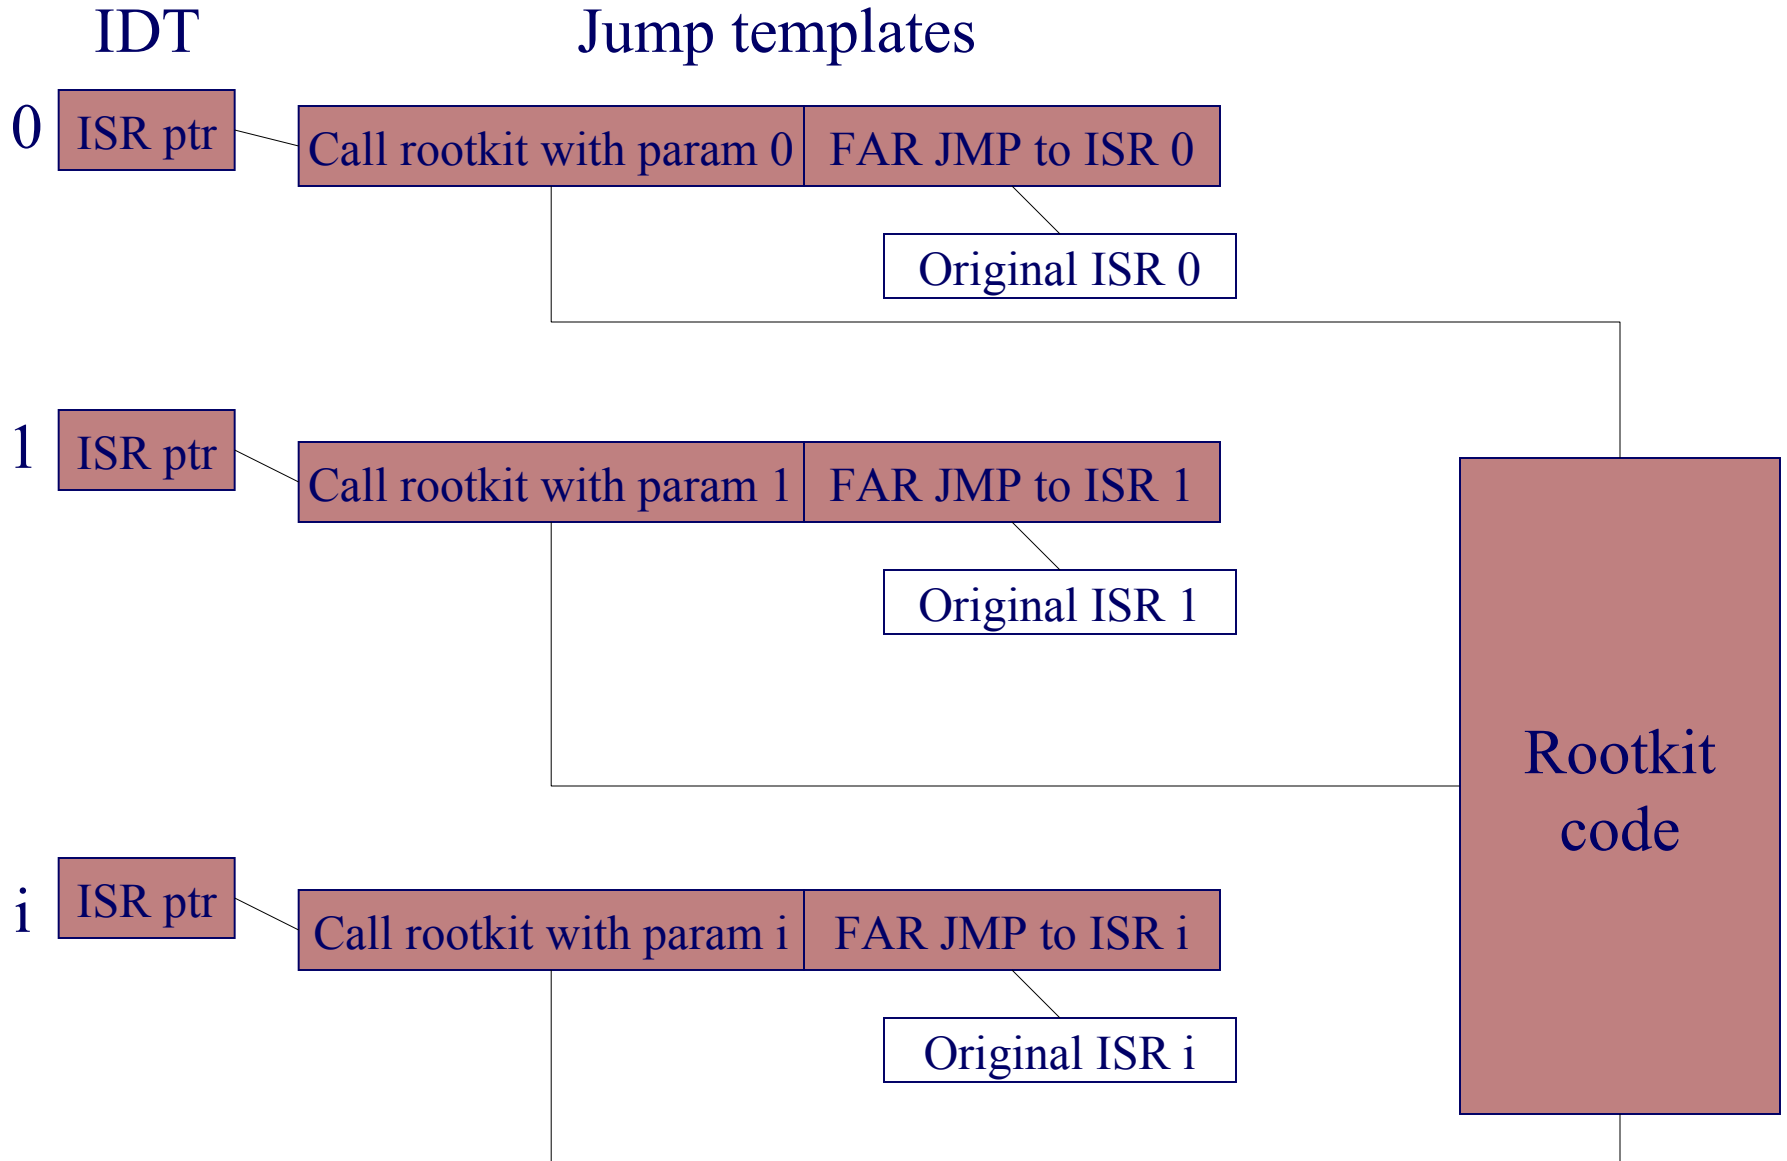 IDT
Jump templates
0
ISR ptr
Call rootkit with param 0
FAR JMP to ISR 0
Original ISR 0
1
ISR ptr
Call rootkit with param 1
FAR JMP to ISR 1
Original ISR 1
Rootkit
code
i
ISR ptr
Call rootkit with param i
FAR JMP to ISR i
Original ISR i